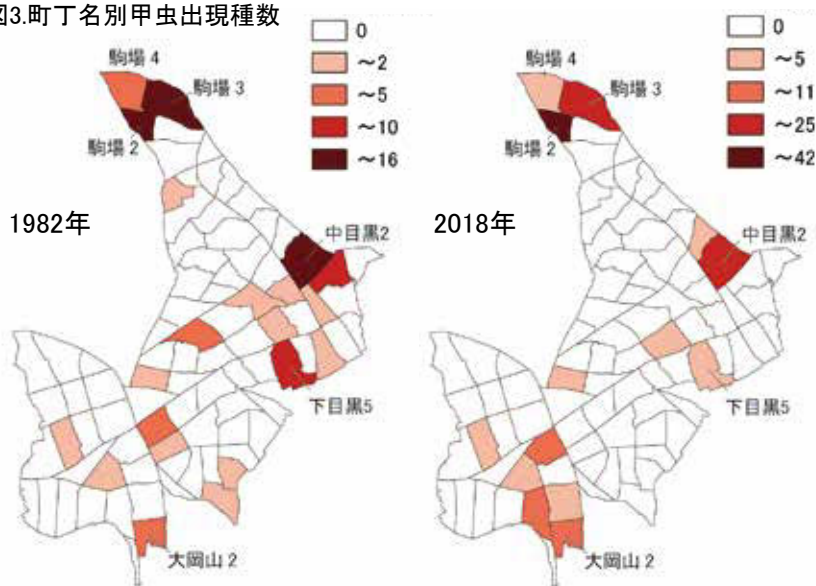 図3.町丁名別甲虫出現種数
0
~2
~5
~10
~16
駒場 4
駒場 3
駒場 2
1982年
中目黒2
下目黒5
大岡山 2
0
~5
~11
~25
~42
駒場 4
駒場 3
駒場 2
2018年
中目黒2
下目黒5
大岡山 2